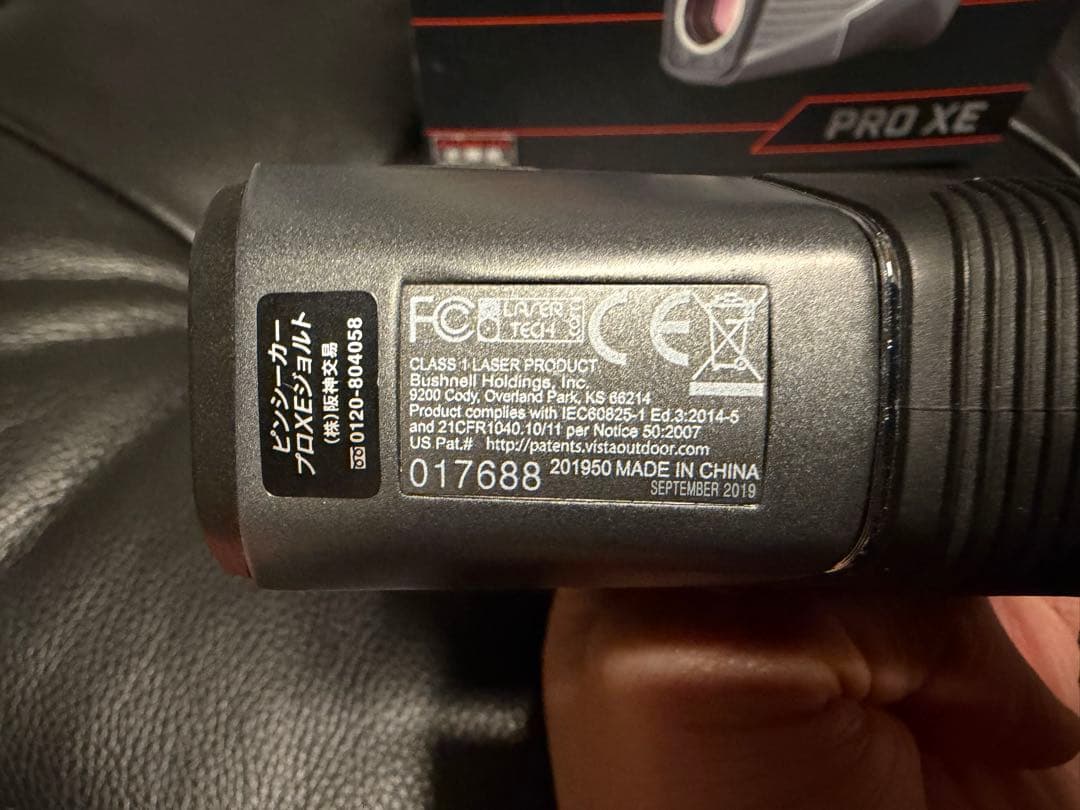 PRO XE
ピンシーカー
プロXEジョルト
(株)阪神交易
0120-804058
FC LASER TECH .com CE
CLASS 1 LASER PRODUCT
Bushnell Holdings, Inc.
9200 Cody, Overland Park, KS 66214
Product complies with IEC60825-1 Ed.3:2014-5
and 21CFR1040.10/11 per Notice 50:2007
US Pat.# http://patents.vistaoutdoor.com
017688 201950 MADE IN CHINA
SEPTEMBER 2019